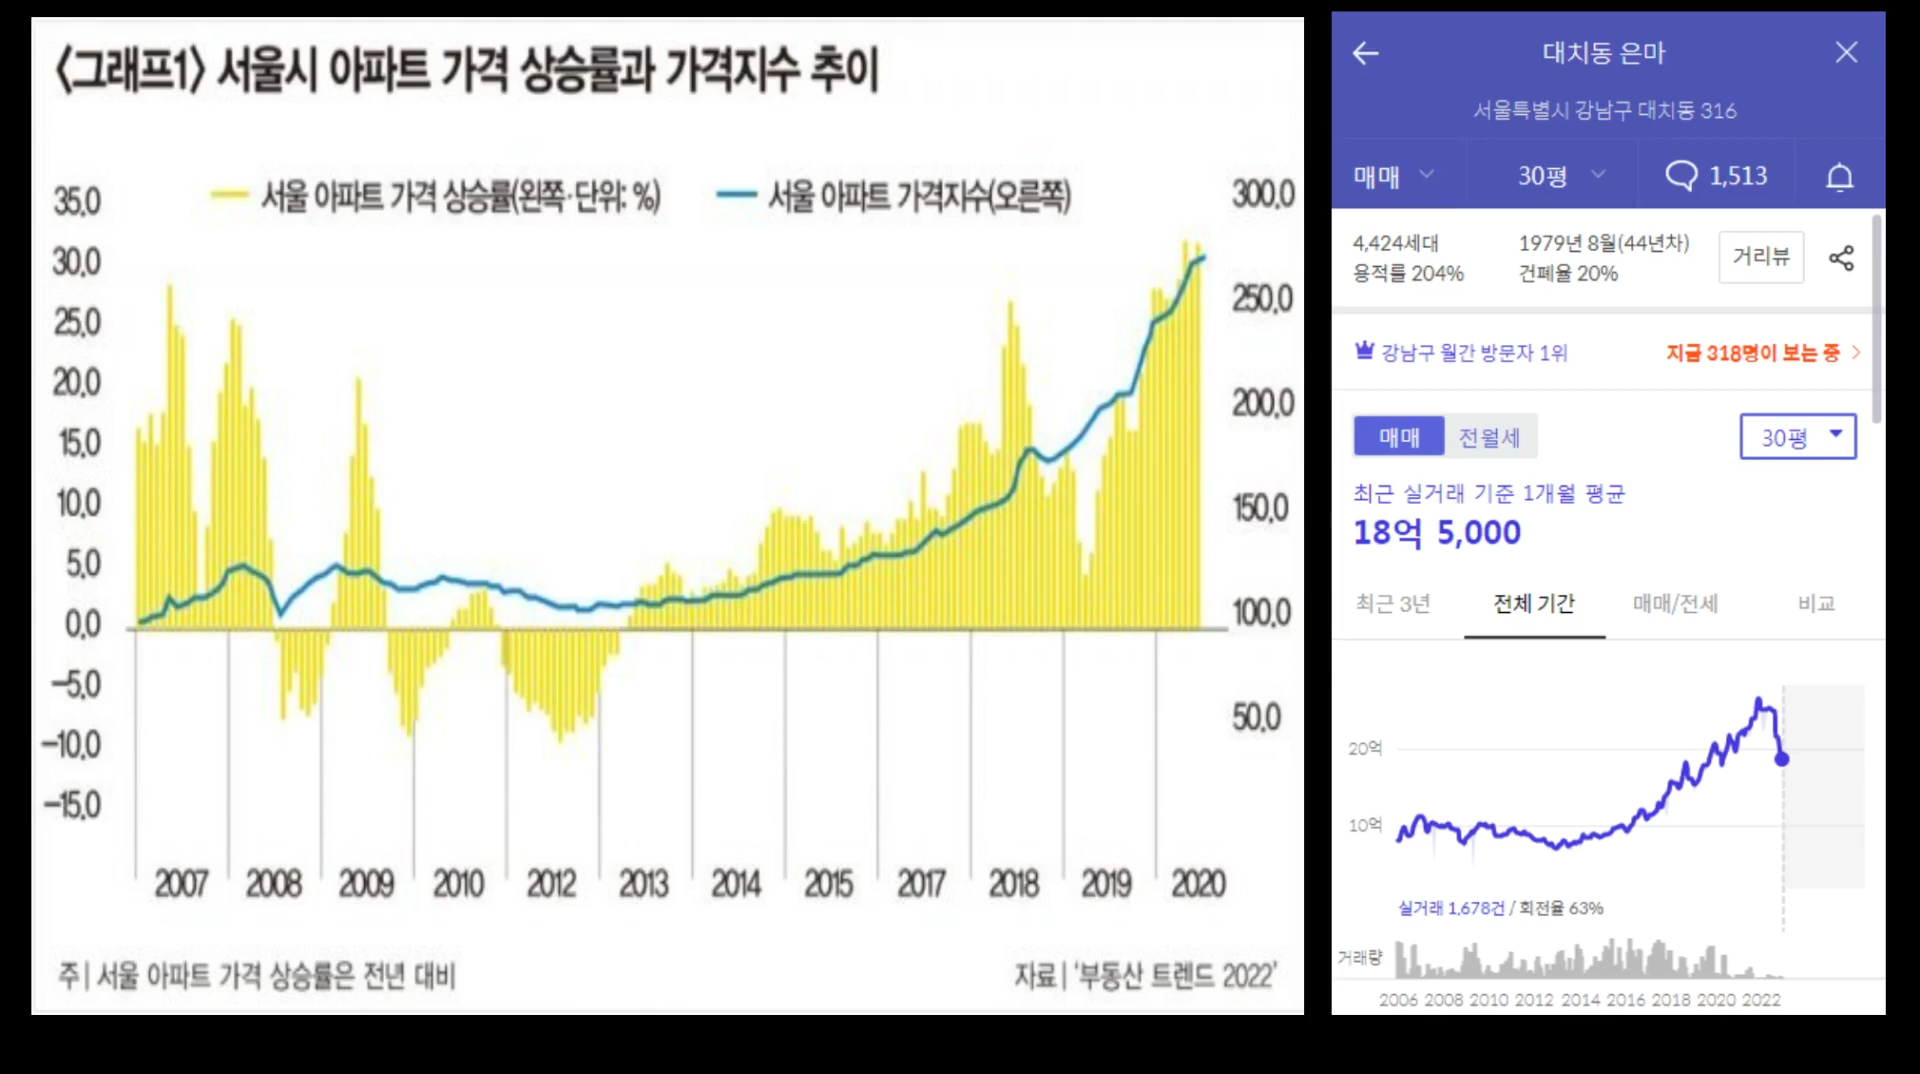 〈그래프1〉 서울시 아파트 가격 상승률과 가격지수 추이
서울 아파트 가격 상승률(왼쪽·단위: %)
서울 아파트 가격지수(오른쪽)
35.0
30.0
25.0
20.0
15.0
10.0
5.0
0.0
-5.0
-10.0
-15.0
300.0
250.0
200.0
150.0
100.0
50.0
2007 2008 2009 2010 2012 2013 2014 2015 2017 2018 2019 2020
주| 서울 아파트 가격 상승률은 전년 대비
자료| '부동산 트렌드 2022'
대치동 은마
서울특별시 강남구 대치동 316
매매 30평 1,513
4,424세대 1979년 8월(44년차)
용적률 204% 건폐율 20%
거리뷰
강남구 월간 방문자 1위 지금 318명이 보는 중
매매 전월세 30평
최근 실거래 기준 1개월 평균
18억 5,000
최근 3년 전체 기간 매매/전세 비교
20억
10억
실거래 1,678건 / 회전율 63%
거래량
2006 2008 2010 2012 2014 2016 2018 2020 2022